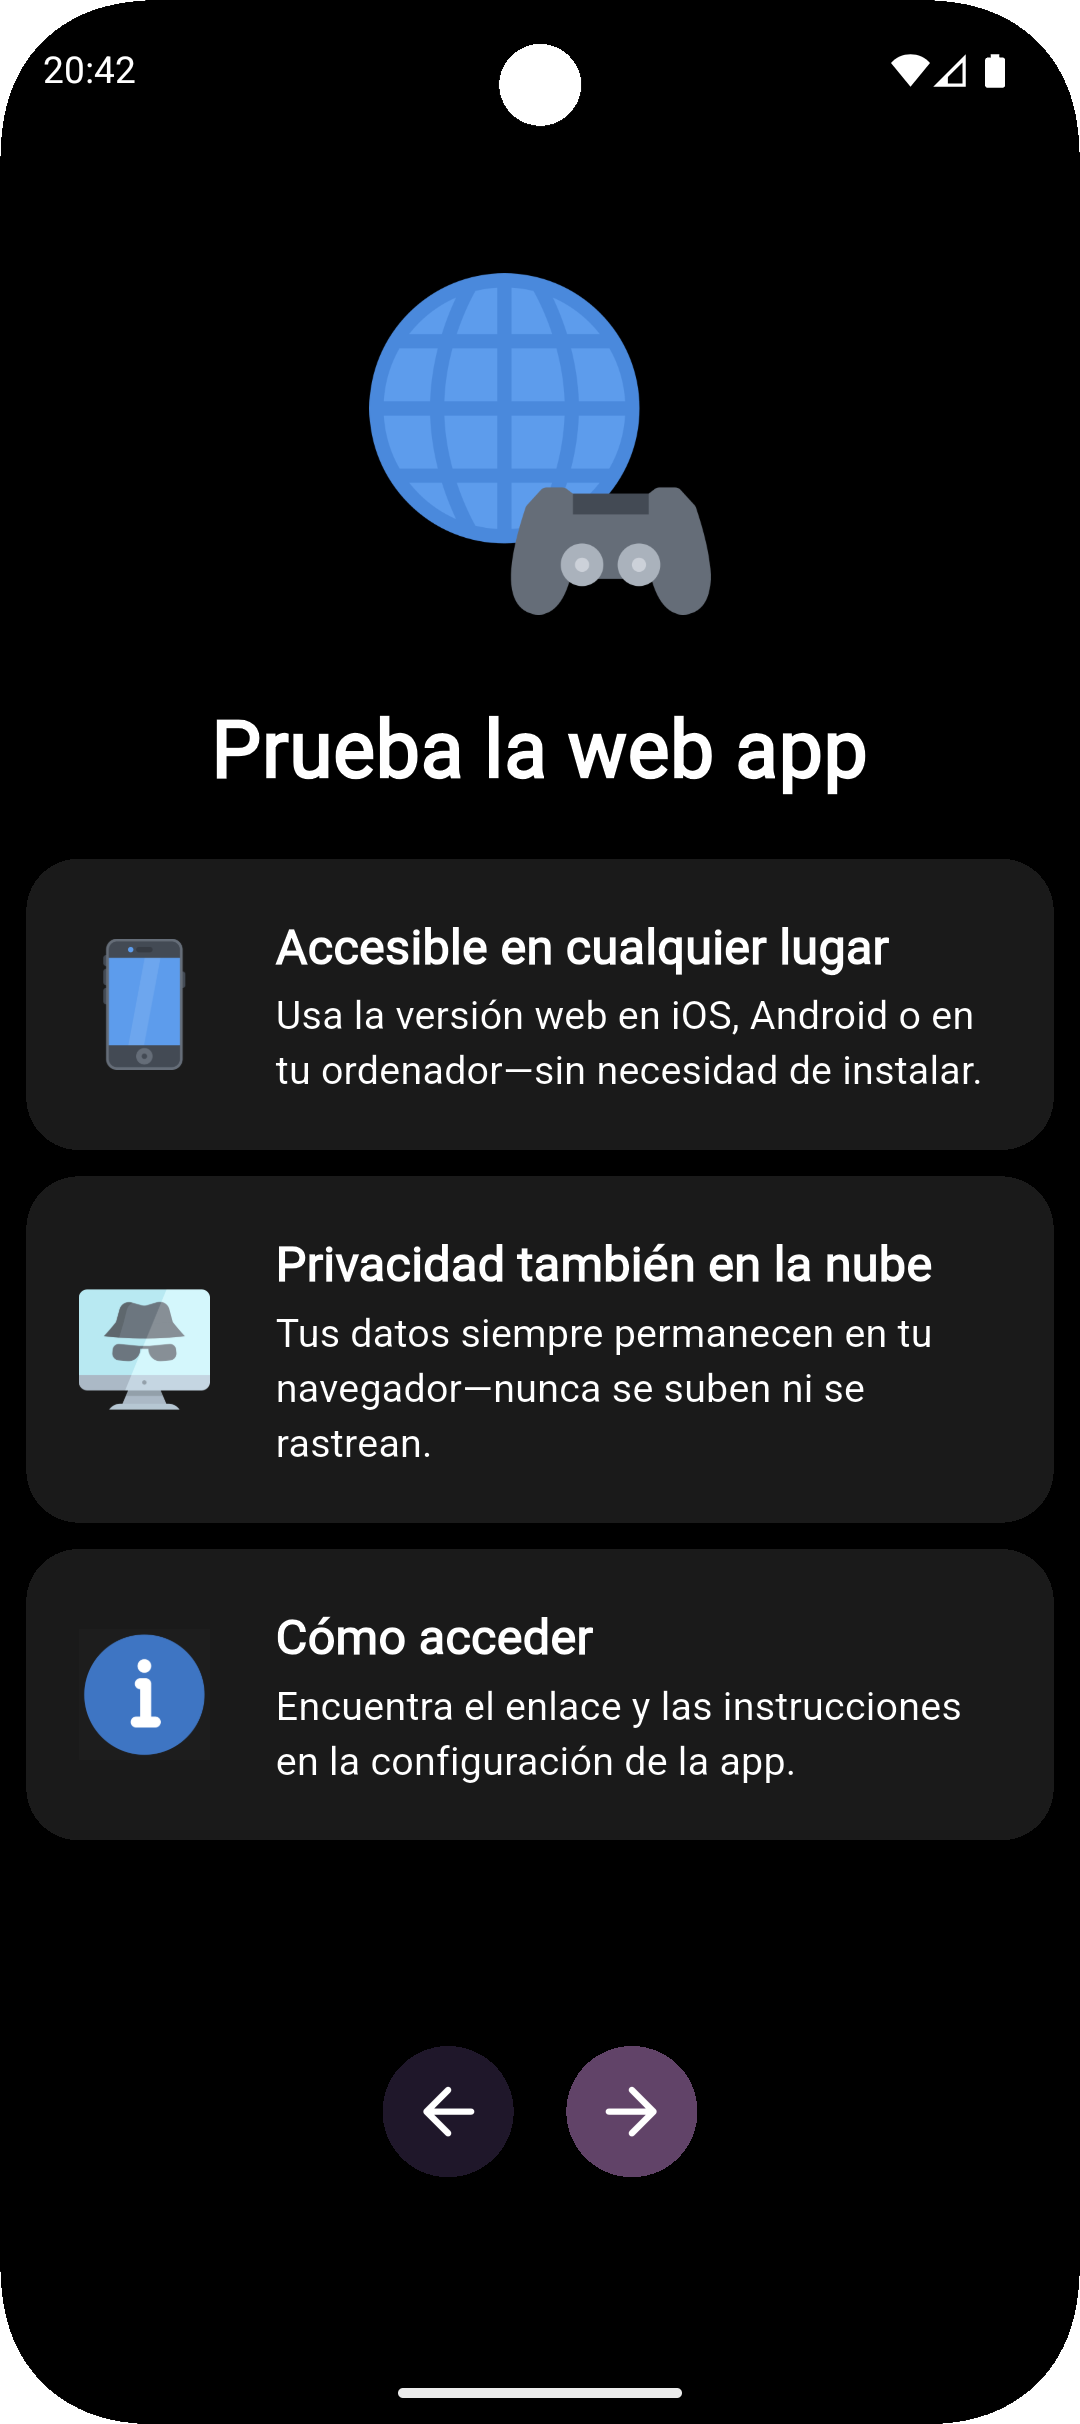 20:42
Prueba la web app
Accesible en cualquier lugar
Usa la versión web en iOS, Android o en
tu ordenador—sin necesidad de instalar.
Privacidad también en la nube
Tus datos siempre permanecen en tu
navegador—nunca se suben ni se
rastrean.
Cómo acceder
Encuentra el enlace y las instrucciones
en la configuración de la app.